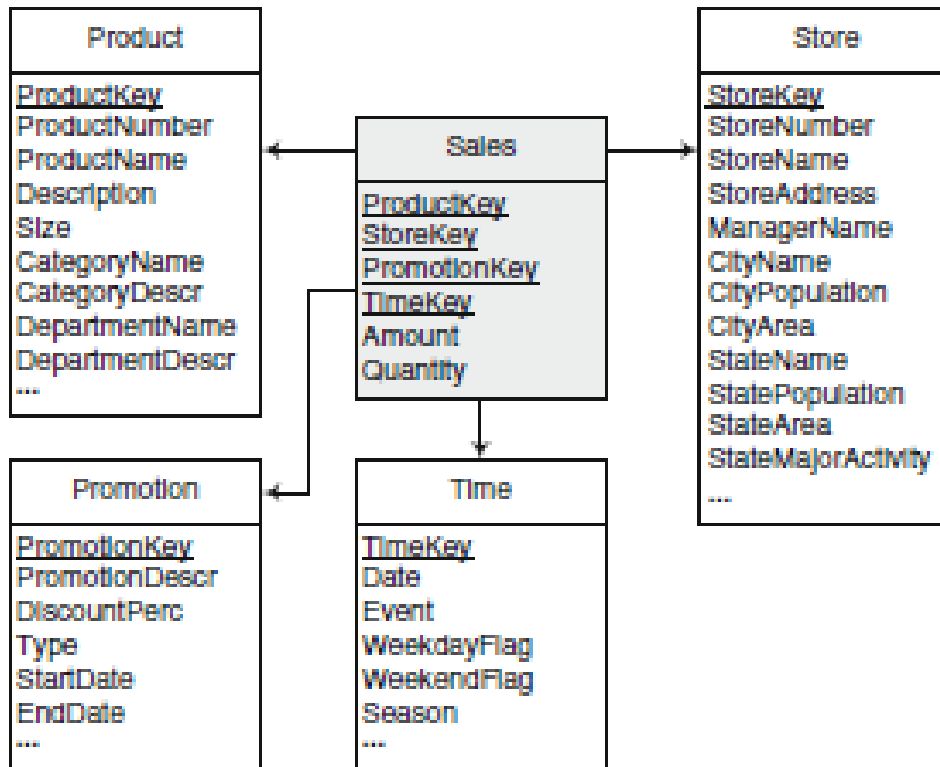 Product
ProductKey
ProductNumber
ProductName
Description
Size
CategoryName
CategoryDescr
DepartmentName
DepartmentDescr
...
Sales
ProductKey
StoreKey
PromotionKey
TimeKey
Amount
Quantity
Store
StoreKey
StoreNumber
StoreName
StoreAddress
ManagerName
CityName
CityPopulation
CityArea
StateName
StatePopulation
StateArea
StateMajorActivity
...
Promotion
PromotionKey
PromotionDescr
DiscountPerc
Type
StartDate
EndDate
...
Time
TimeKey
Date
Event
WeekdayFlag
WeekendFlag
Season
...